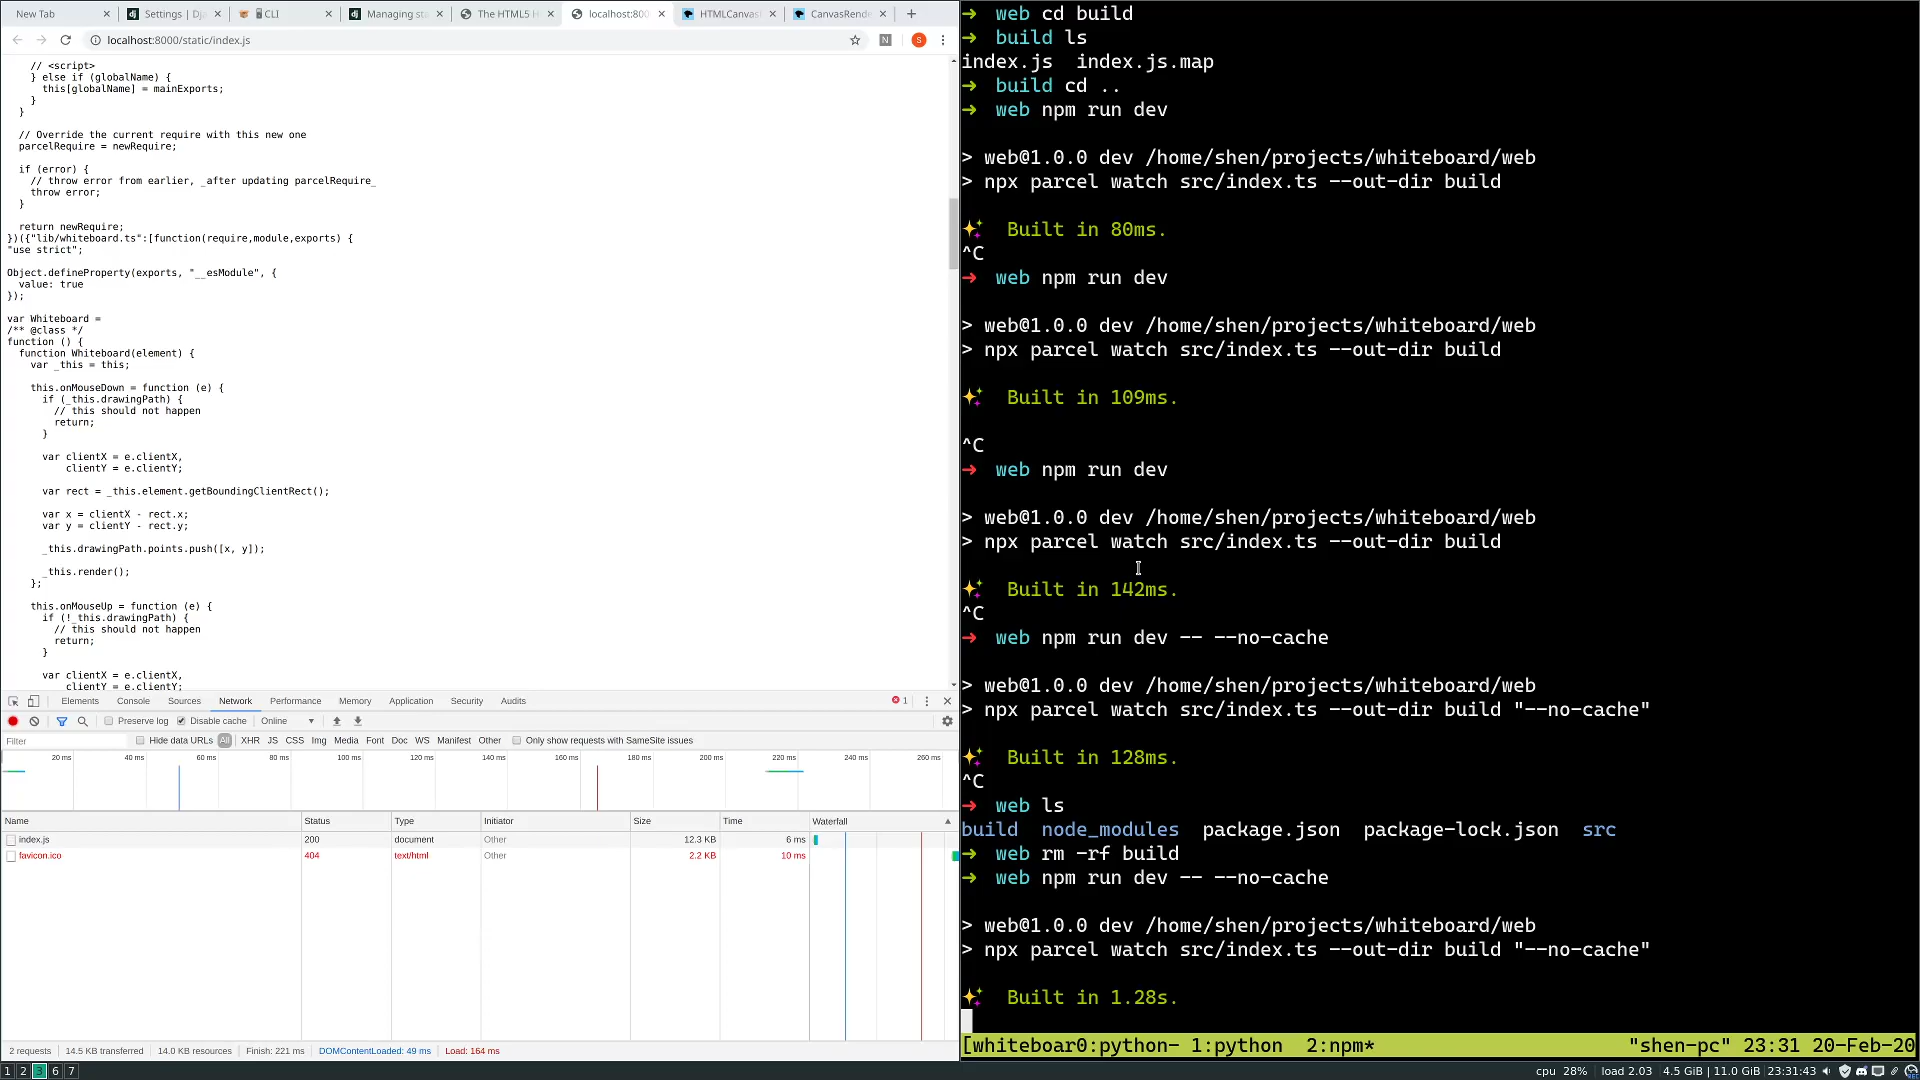 New Tab
Settings | Dja
CLI
Managing sta
The HTML5 H
localhost:800
HTMLCanvas
CanvasRende
localhost:8000/static/index.js
// <script>
} else if (globalName) {
this[globalName] = mainExports;
}
}
// Override the current require with this new one
parcelRequire = newRequire;
if (error) {
// throw error from earlier, _after updating parcelRequire_
throw error;
}
return newRequire;
})({"lib/whiteboard.ts":[function(require,module,exports) {
"use strict";
Object.defineProperty(exports, "__esModule", {
value: true
});
var Whiteboard =
/** @class */
function () {
function Whiteboard(element) {
var _this = this;
this.onMouseDown = function (e) {
if (_this.drawingPath) {
// this should not happen
return;
}
var clientX = e.clientX,
clientY = e.clientY;
var rect = _this.element.getBoundingClientRect();
var x = clientX - rect.x;
var y = clientY - rect.y;
_this.drawingPath.points.push([x, y]);
_this.render();
};
this.onMouseUp = function (e) {
if (!_this.drawingPath) {
// this should not happen
return;
}
var clientX = e.clientX,
clientY = e.clientY;
Elements Console Sources Network Performance Memory Application Security Audits 1
Preserve log Disable cache Online
Filter Hide data URLs All XHR JS CSS Img Media Font Doc WS Manifest Other Only show requests with SameSite issues
20 ms 40 ms 60 ms 80 ms 100 ms 120 ms 140 ms 160 ms 180 ms 200 ms 220 ms 240 ms 260 ms
Name Status Type Initiator Size Time Waterfall
index.js 200 document Other 12.3 KB 6 ms
favicon.ico 404 text/html Other 2.2 KB 10 ms
2 requests 14.5 KB transferred 14.0 KB resources Finish: 221 ms DOMContentLoaded: 49 ms Load: 164 ms
➜ web cd build
➜ build ls
index.js index.js.map
➜ build cd ..
➜ web npm run dev
> web@1.0.0 dev /home/shen/projects/whiteboard/web
> npx parcel watch src/index.ts --out-dir build
✨ Built in 80ms.
^C
➜ web npm run dev
> web@1.0.0 dev /home/shen/projects/whiteboard/web
> npx parcel watch src/index.ts --out-dir build
✨ Built in 109ms.
^C
➜ web npm run dev
> web@1.0.0 dev /home/shen/projects/whiteboard/web
> npx parcel watch src/index.ts --out-dir build
✨ Built in 142ms.
^C
➜ web npm run dev -- --no-cache
> web@1.0.0 dev /home/shen/projects/whiteboard/web
> npx parcel watch src/index.ts --out-dir build "--no-cache"
✨ Built in 128ms.
^C
➜ web ls
build node_modules package.json package-lock.json src
➜ web rm -rf build
➜ web npm run dev -- --no-cache
> web@1.0.0 dev /home/shen/projects/whiteboard/web
> npx parcel watch src/index.ts --out-dir build "--no-cache"
✨ Built in 1.28s.
[whiteboar0:python- 1:python 2:npm* "shen-pc" 23:31 20-Feb-20
1 2 3 6 7 cpu 28% load 2.03 4.5 GiB | 11.0 GiB 23:31:43